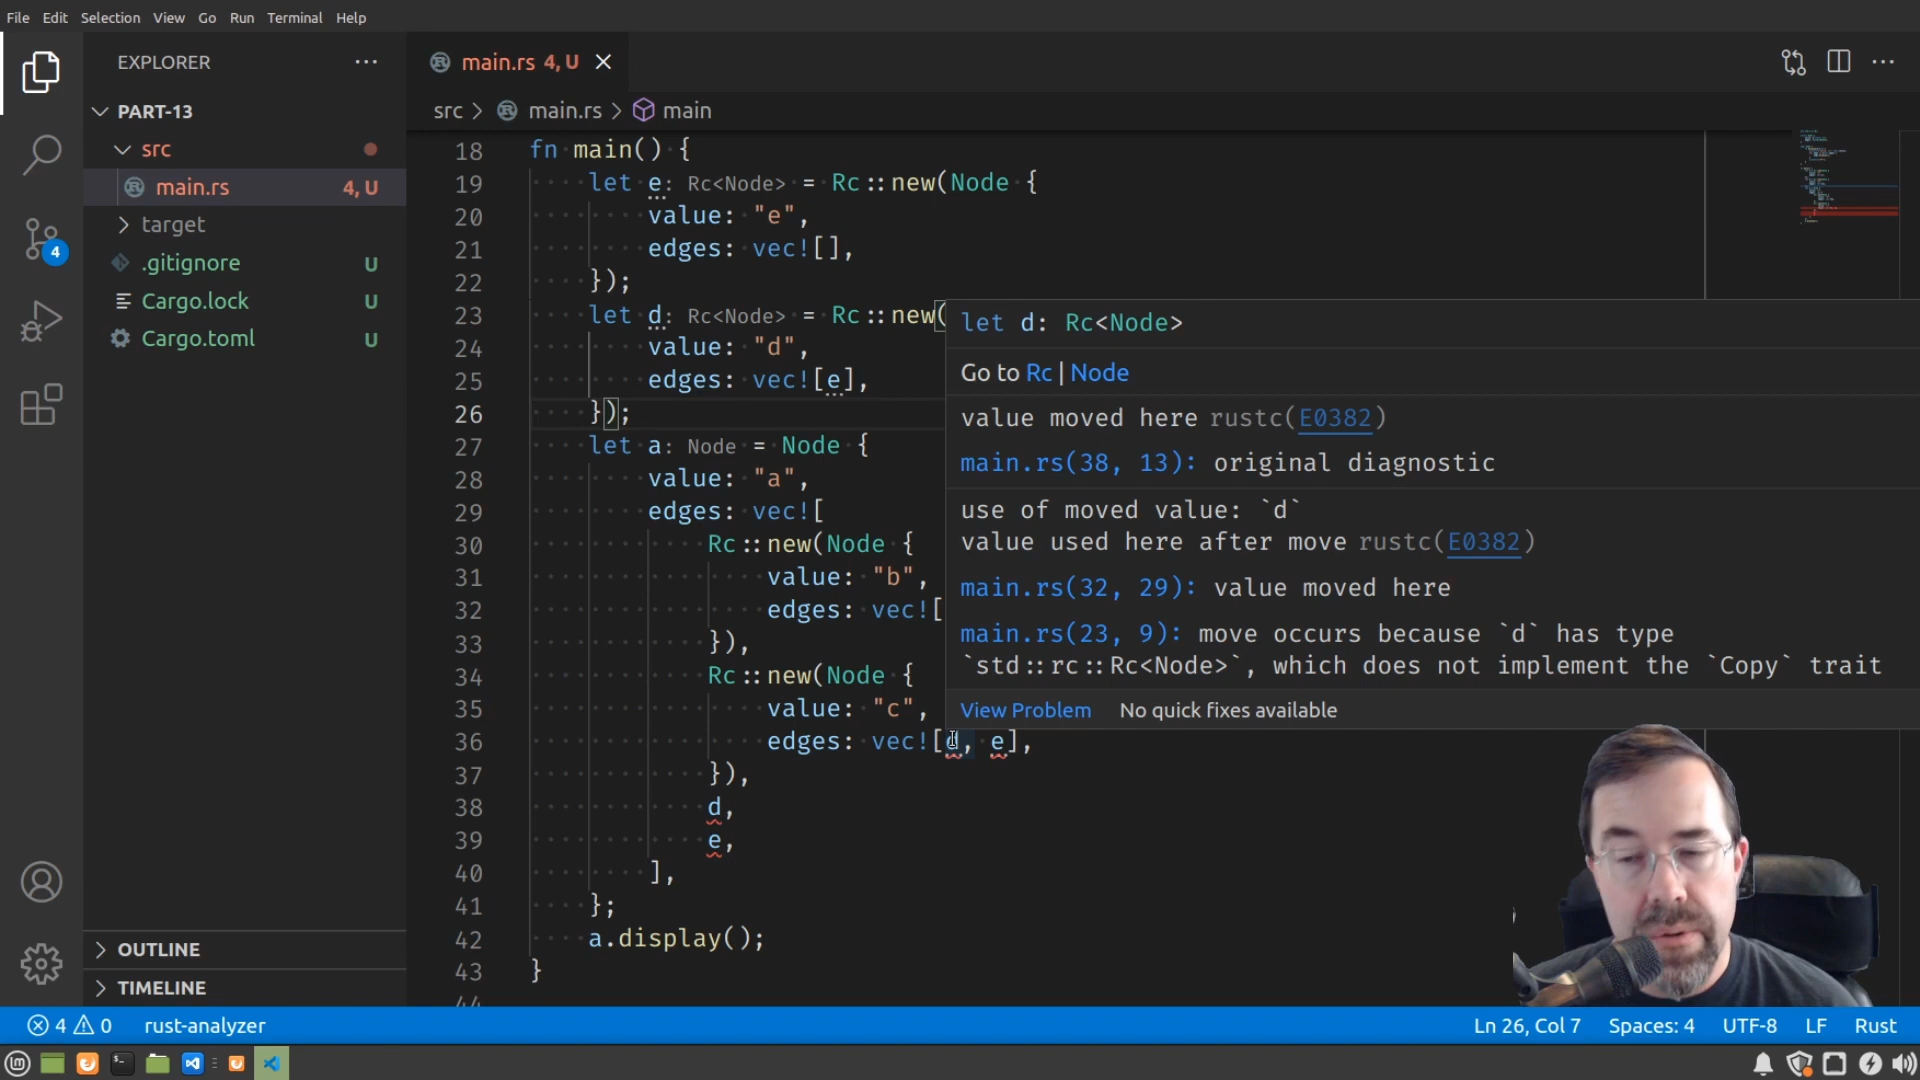 File Edit Selection View Go Run Terminal Help
EXPLORER
main.rs 4, U
PART-13
src
main.rs 4, U
target
.gitignore U
Cargo.lock U
Cargo.toml U
OUTLINE
TIMELINE
4
src > main.rs > main
18 fn main() {
19 let e: Rc<Node> = Rc::new(Node {
20 value: "e",
21 edges: vec![],
22 });
23 let d: Rc<Node> = Rc::new(
24 value: "d",
25 edges: vec![e],
26 });
27 let a: Node = Node {
28 value: "a",
29 edges: vec![
30 Rc::new(Node {
31 value: "b",
32 edges: vec![
33 }),
34 Rc::new(Node {
35 value: "c",
36 edges: vec![d, e],
37 }),
38 d,
39 e,
40 ],
41 };
42 a.display();
43 }
44
let d: Rc<Node>
Go to Rc | Node
value moved here rustc(E0382)
main.rs(38, 13): original diagnostic
use of moved value: `d`
value used here after move rustc(E0382)
main.rs(32, 29): value moved here
main.rs(23, 9): move occurs because `d` has type
`std::rc::Rc<Node>`, which does not implement the `Copy` trait
View Problem No quick fixes available
4 0 rust-analyzer
Ln 26, Col 7 Spaces: 4 UTF-8 LF Rust